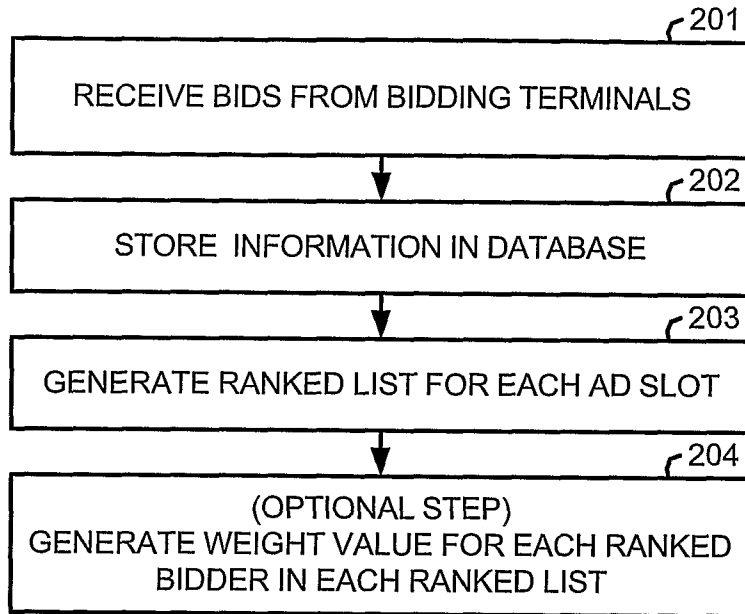 201
RECEIVE BIDS FROM BIDDING TERMINALS
202
STORE INFORMATION IN DATABASE
203
GENERATE RANKED LIST FOR EACH AD SLOT
204
(OPTIONAL STEP)
GENERATE WEIGHT VALUE FOR EACH RANKED
BIDDER IN EACH RANKED LIST